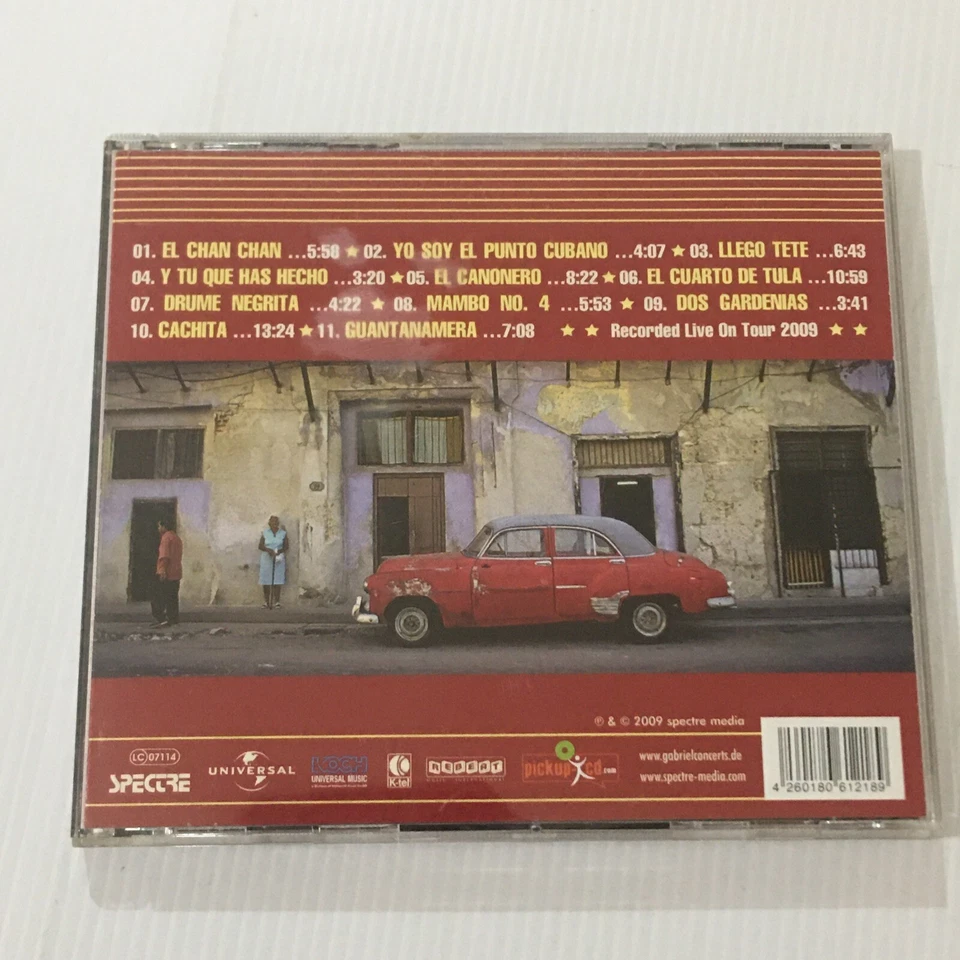 01. EL CHAN CHAN ...5:58 ★ 02. YO SOY EL PUNTO CUBANO ...4:07 ★ 03. LLEGO TETE ...6:43
04. Y TU QUE HAS HECHO ...3:20 ★ 05. EL CANONERO ...8:22 ★ 06. EL CUARTO DE TULA ...10:59
07. DRUME NEGRITA ...4:22 ★ 08. MAMBO NO. 4 ...5:53 ★ 09. DOS GARDENIAS ...3:41
10. CACHITA ...13:24 ★ 11. GUANTANAMERA ...7:08 ★ ★ Recorded Live On Tour 2009 ★ ★
℗ & © 2009 spectre media
LC 07114
SPECTRE
UNIVERSAL
KOCH
UNIVERSAL MUSIC
K
K-tel
pickup cd.com
www.gabrielconcerts.de
www.spectre-media.com
4 260180 612189